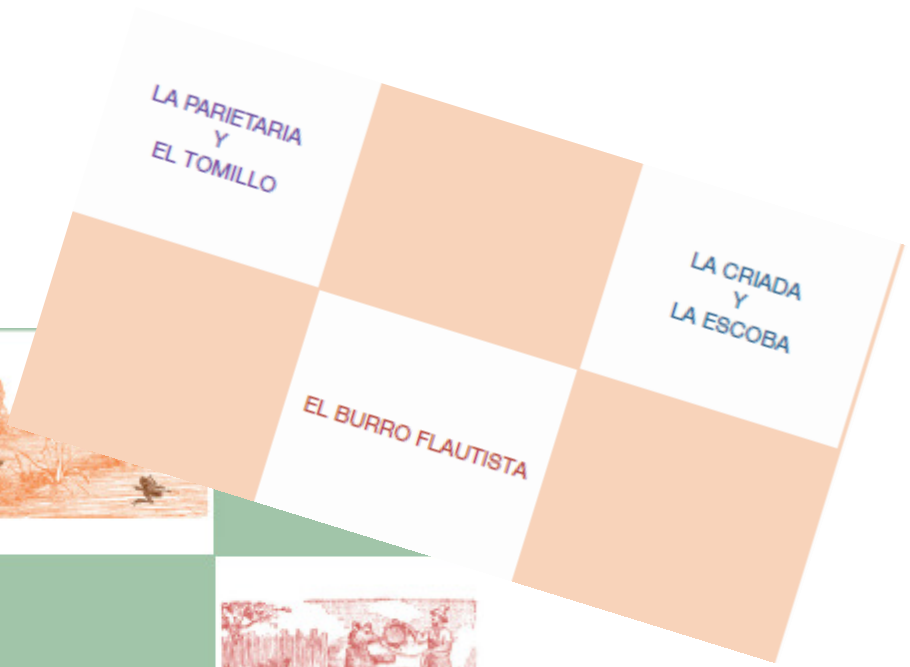 LA PARIETARIA
Y
EL TOMILLO
LA CRIADA
Y
LA ESCOBA
EL BURRO FLAUTISTA